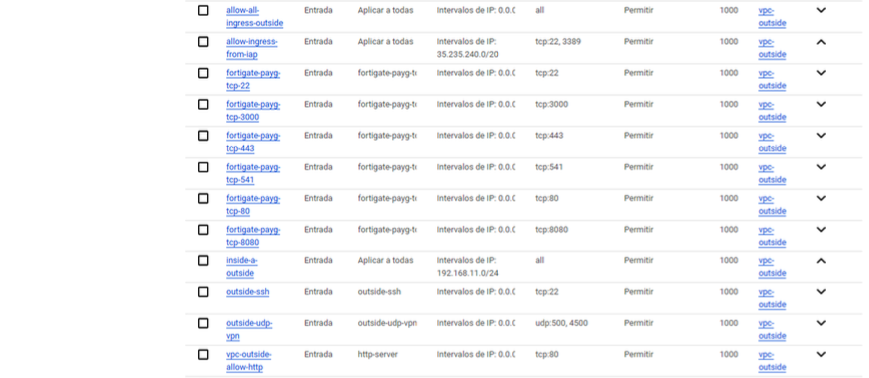 allow-all-ingress-outside Entrada Aplicar a todas Intervalos de IP: 0.0.0 all Permitir 1000 vpc-outside
allow-ingress-from-iap Entrada Aplicar a todas Intervalos de IP: 35.235.240.0/20 tcp:22, 3389 Permitir 1000 vpc-outside
fortigate-payg-tcp-22 Entrada fortigate-payg-t Intervalos de IP: 0.0.0 tcp:22 Permitir 1000 vpc-outside
fortigate-payg-tcp-3000 Entrada fortigate-payg-t Intervalos de IP: 0.0.0 tcp:3000 Permitir 1000 vpc-outside
fortigate-payg-tcp-443 Entrada fortigate-payg-t Intervalos de IP: 0.0.0 tcp:443 Permitir 1000 vpc-outside
fortigate-payg-tcp-541 Entrada fortigate-payg-t Intervalos de IP: 0.0.0 tcp:541 Permitir 1000 vpc-outside
fortigate-payg-tcp-80 Entrada fortigate-payg-t Intervalos de IP: 0.0.0 tcp:80 Permitir 1000 vpc-outside
fortigate-payg-tcp-8080 Entrada fortigate-payg-t Intervalos de IP: 0.0.0 tcp:8080 Permitir 1000 vpc-outside
inside-a-outside Entrada Aplicar a todas Intervalos de IP: 192.168.11.0/24 all Permitir 1000 vpc-outside
outside-ssh Entrada outside-ssh Intervalos de IP: 0.0.0 tcp:22 Permitir 1000 vpc-outside
outside-udp-vpn Entrada outside-udp-vpn Intervalos de IP: 0.0.0 udp:500, 4500 Permitir 1000 vpc-outside
vpc-outside-allow-http Entrada http-server Intervalos de IP: 0.0.0 tcp:80 Permitir 1000 vpc-outside